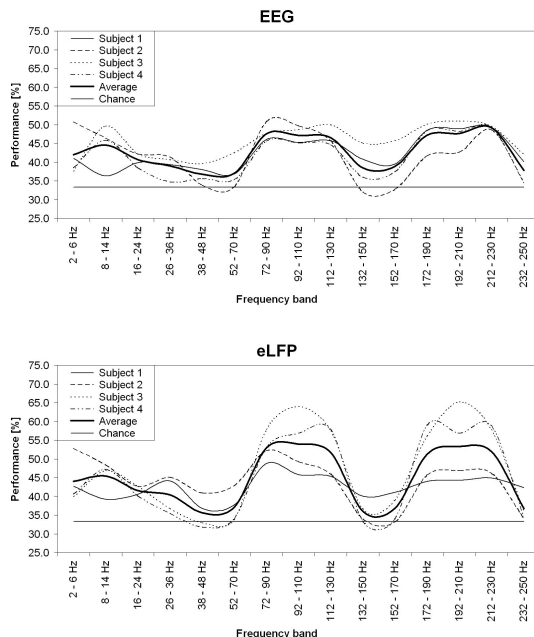 EEG
75.0
70.0
65.0
60.0
55.0
50.0
45.0
40.0
35.0
30.0
25.0
Performance [%]
Subject 1
Subject 2
Subject 3
Subject 4
Average
Chance
2 - 6 Hz
8 - 14 Hz
16 - 24 Hz
26 - 36 Hz
38 - 48 Hz
52 - 70 Hz
72 - 90 Hz
92 - 110 Hz
112 - 130 Hz
132 - 150 Hz
152 - 170 Hz
172 - 190 Hz
192 - 210 Hz
212 - 230 Hz
232 - 250 Hz
Frequency band
eLFP
75.0
70.0
65.0
60.0
55.0
50.0
45.0
40.0
35.0
30.0
25.0
Performance [%]
Subject 1
Subject 2
Subject 3
Subject 4
Average
Chance
2 - 6 Hz
8 - 14 Hz
16 - 24 Hz
26 - 36 Hz
38 - 48 Hz
52 - 70 Hz
72 - 90 Hz
92 - 110 Hz
112 - 130 Hz
132 - 150 Hz
152 - 170 Hz
172 - 190 Hz
192 - 210 Hz
212 - 230 Hz
232 - 250 Hz
Frequency band